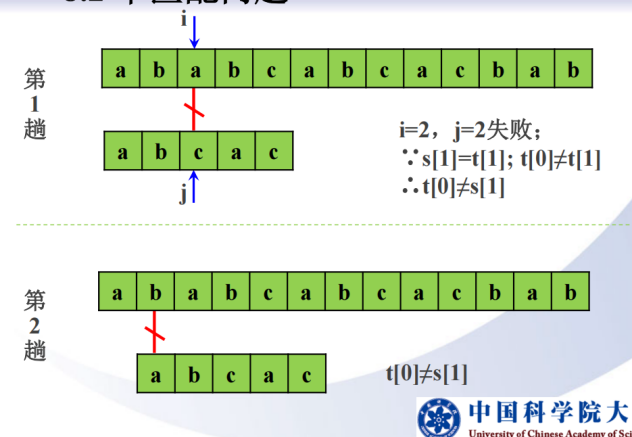 i
第1趟
a b a b c a b c a c b a b
a b c a c
j
i=2，j=2失败；
∵s[1]=t[1]; t[0]≠t[1]
∴t[0]≠s[1]
第2趟
a b a b c a b c a c b a b
a b c a c
t[0]≠s[1]
中国科学院大
University of Chinese Academy of Sci